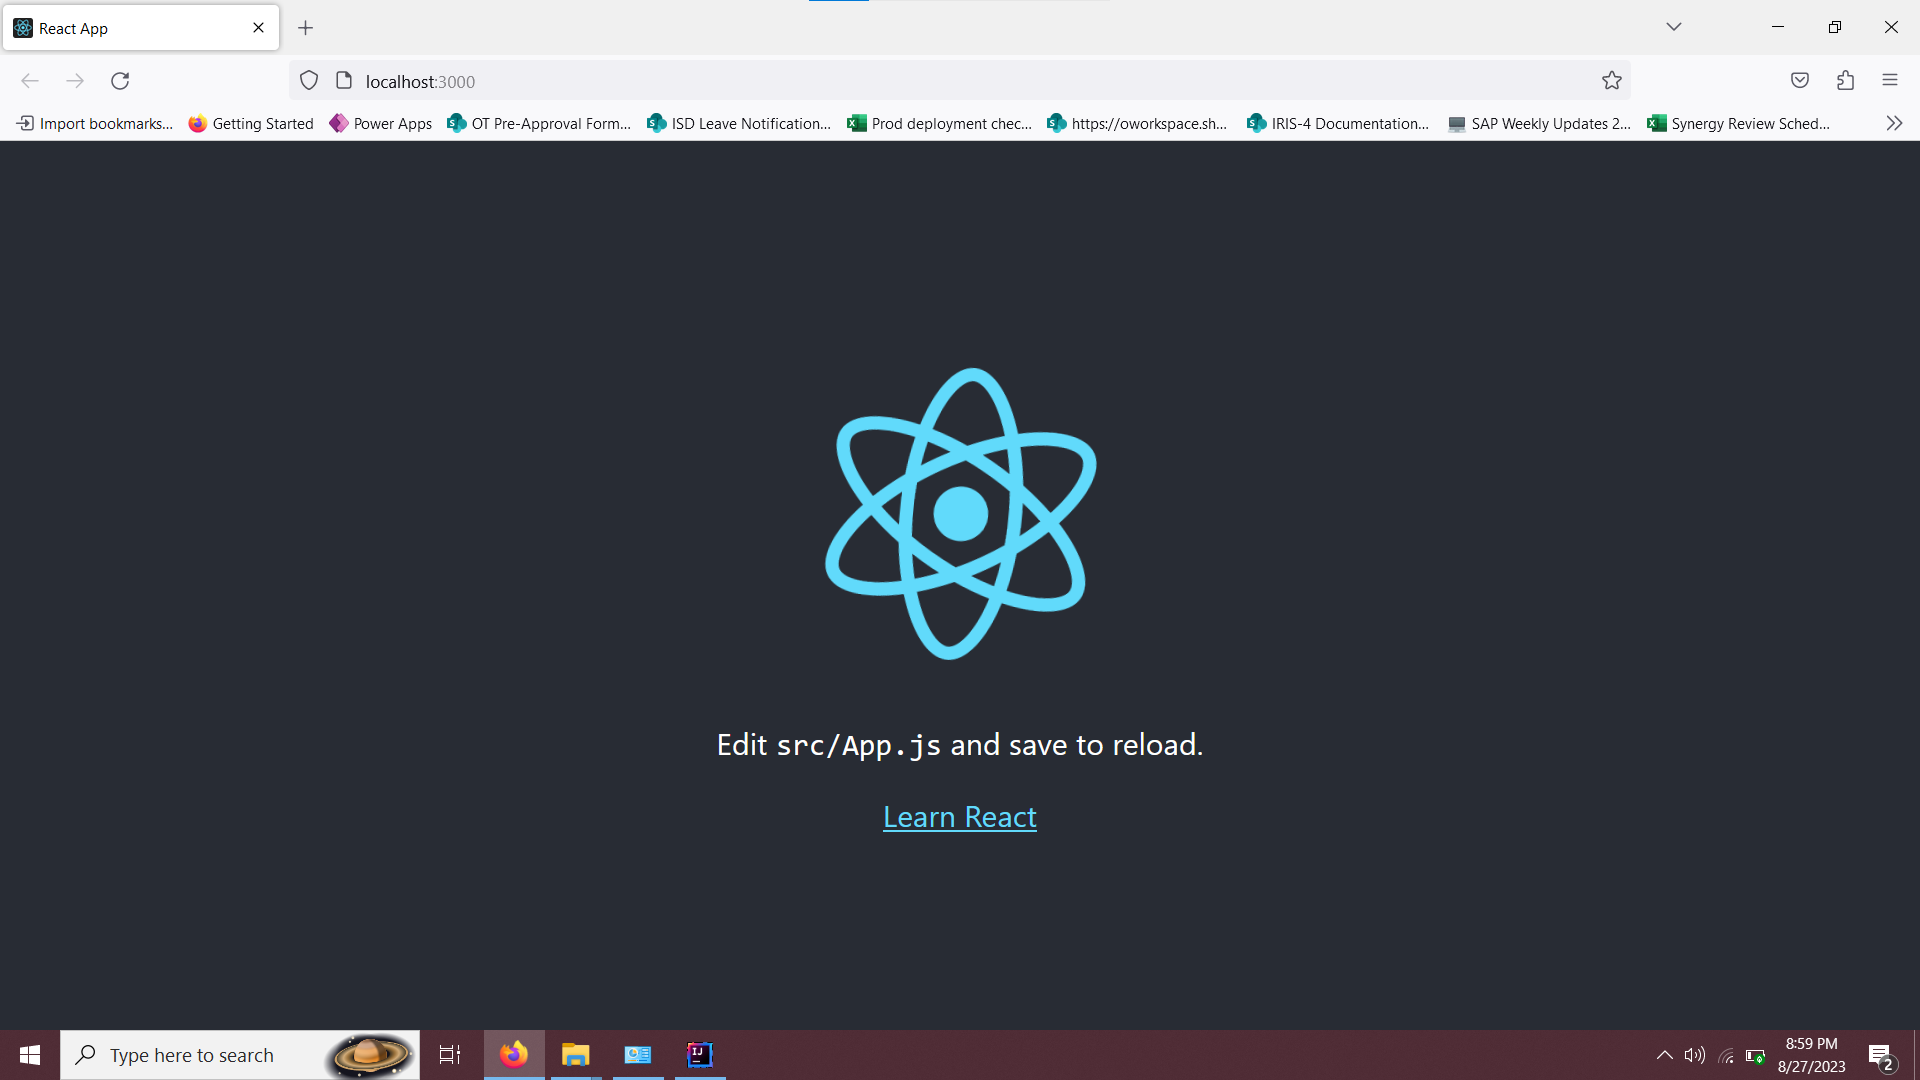 React App
localhost:3000
Import bookmarks... Getting Started Power Apps OT Pre-Approval Form... ISD Leave Notification... Prod deployment chec... https://oworkspace.sh... IRIS-4 Documentation... SAP Weekly Updates 2... Synergy Review Sched...
Edit src/App.js and save to reload.
Learn React
Type here to search
IJ
8:59 PM
8/27/2023
2